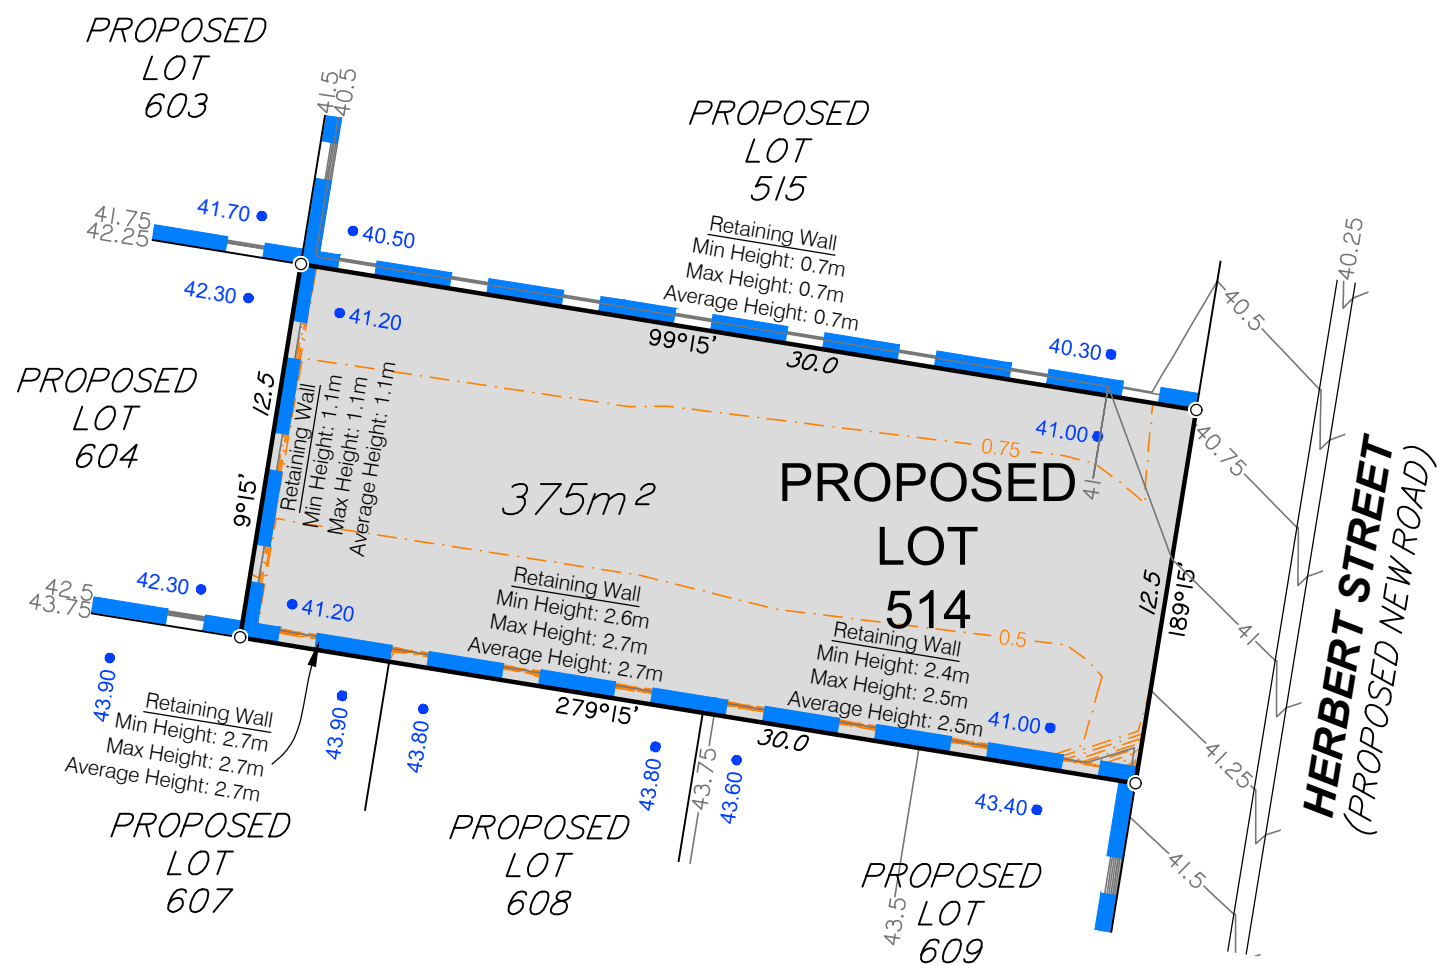 PROPOSED
LOT
603
41.5
40.5
PROPOSED
LOT
515
Retaining Wall
Min Height: 0.7m
Max Height: 0.7m
Average Height: 0.7m
41.75
42.25
41.70
40.50
42.30
41.20
99°15'
30.0
40.30
40.25
40.5
40.75
41
41.25
41.5
PROPOSED
LOT
604
12.5
9°15'
Retaining Wall
Min Height: 1.1m
Max Height: 1.1m
Average Height: 1.1m
375m²
0.75
41.00
41
PROPOSED
LOT
514
0.5
12.5
189°15'
HERBERT STREET
(PROPOSED NEW ROAD)
42.5
43.75
42.30
41.20
Retaining Wall
Min Height: 2.6m
Max Height: 2.7m
Average Height: 2.7m
Retaining Wall
Min Height: 2.4m
Max Height: 2.5m
Average Height: 2.5m
41.00
279°15'
30.0
43.90
Retaining Wall
Min Height: 2.7m
Max Height: 2.7m
Average Height: 2.7m
43.90
43.80
43.80
43.75
43.60
43.40
43.5
PROPOSED
LOT
607
PROPOSED
LOT
608
PROPOSED
LOT
609